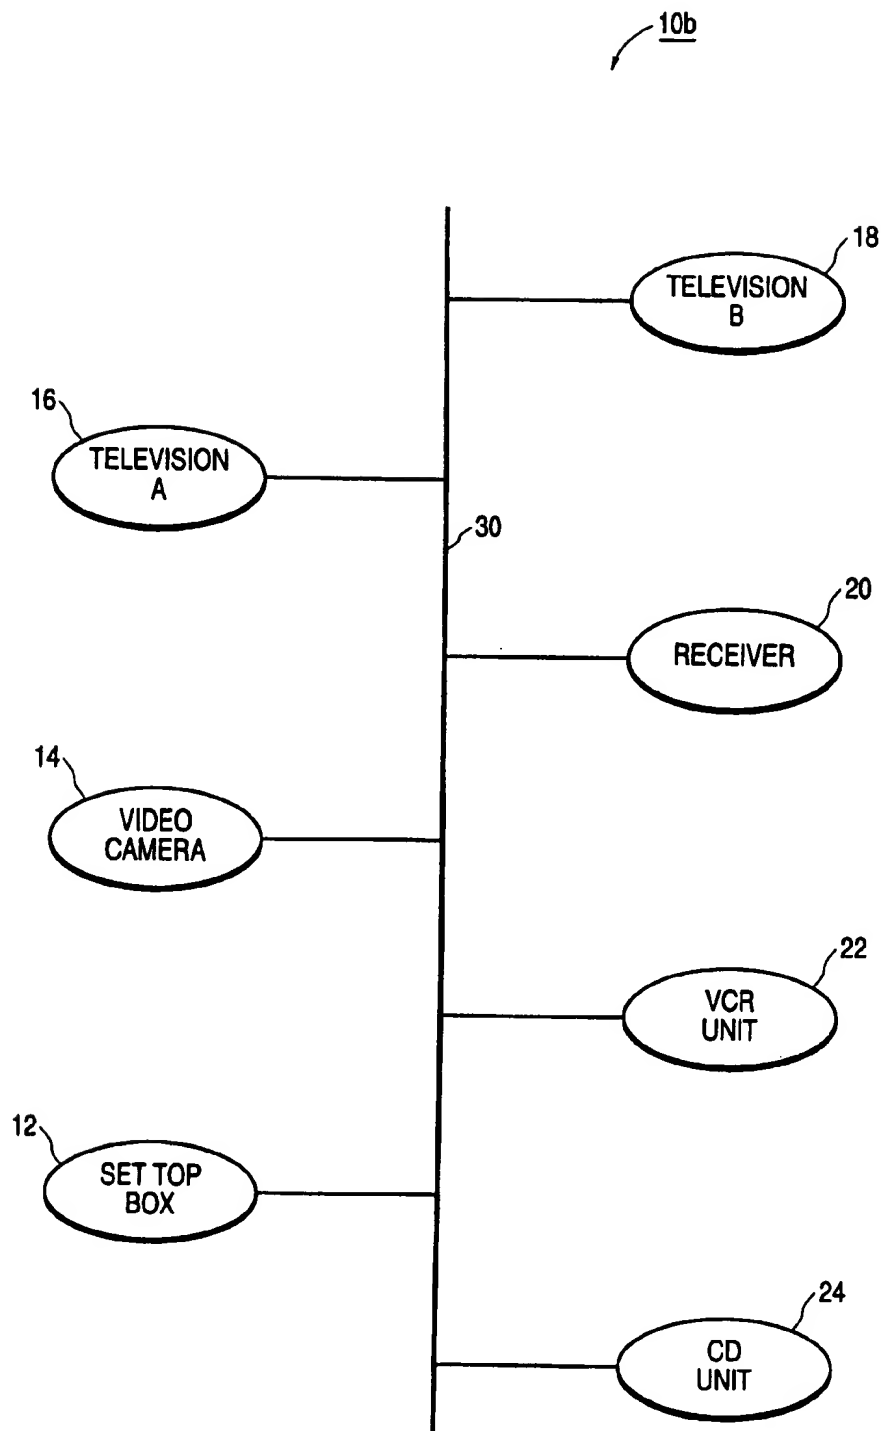 10b
18
TELEVISION
B
16
TELEVISION
A
30
20
RECEIVER
14
VIDEO
CAMERA
22
VCR
UNIT
12
SET TOP
BOX
24
CD
UNIT